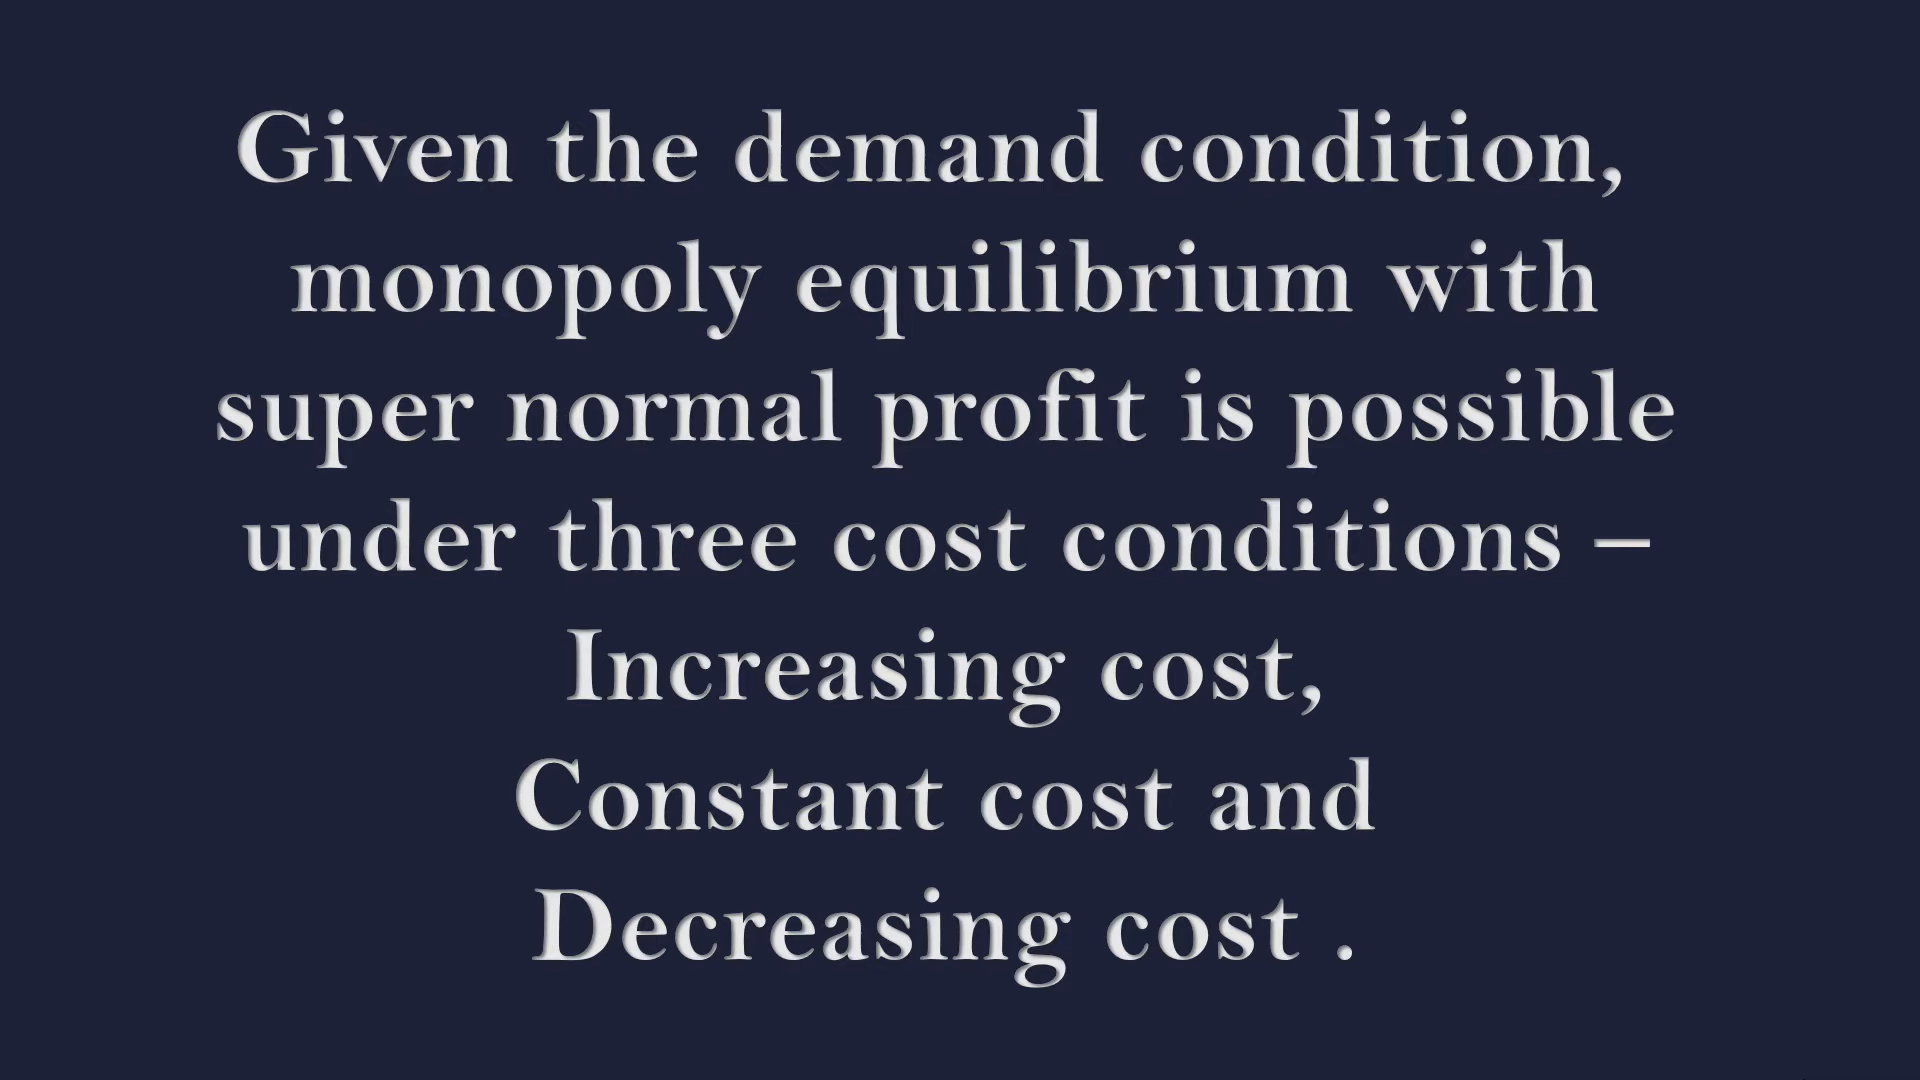 Given the demand condition,
monopoly equilibrium with
super normal profit is possible
under three cost conditions –
Increasing cost,
Constant cost and
Decreasing cost .